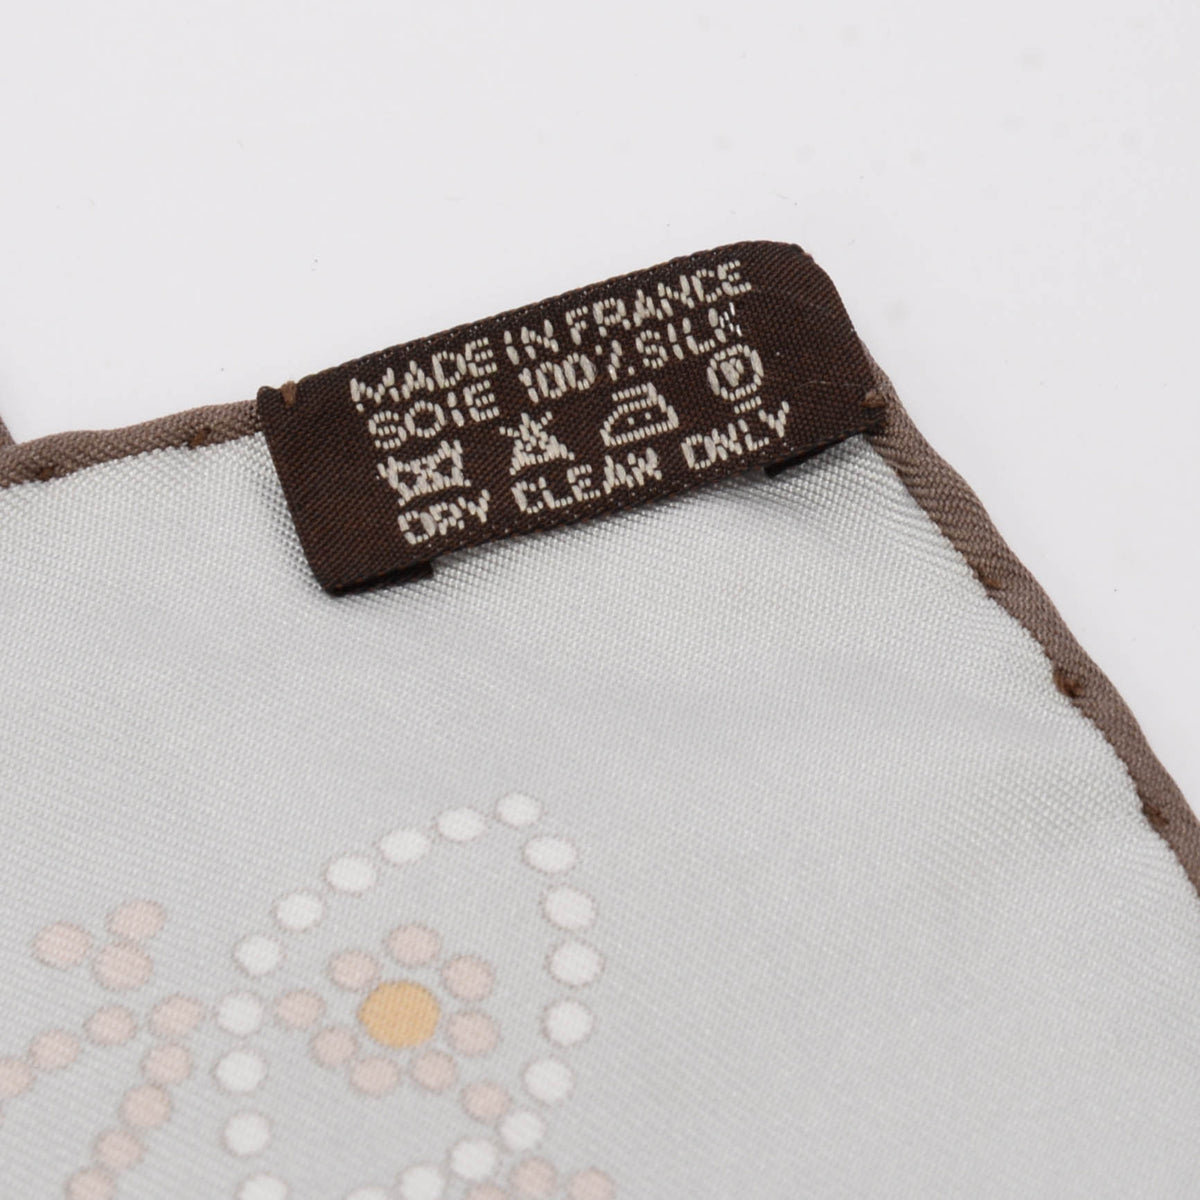 MADE IN FRANCE
SOIE 100% SILK
P
DRY CLEAN ONLY